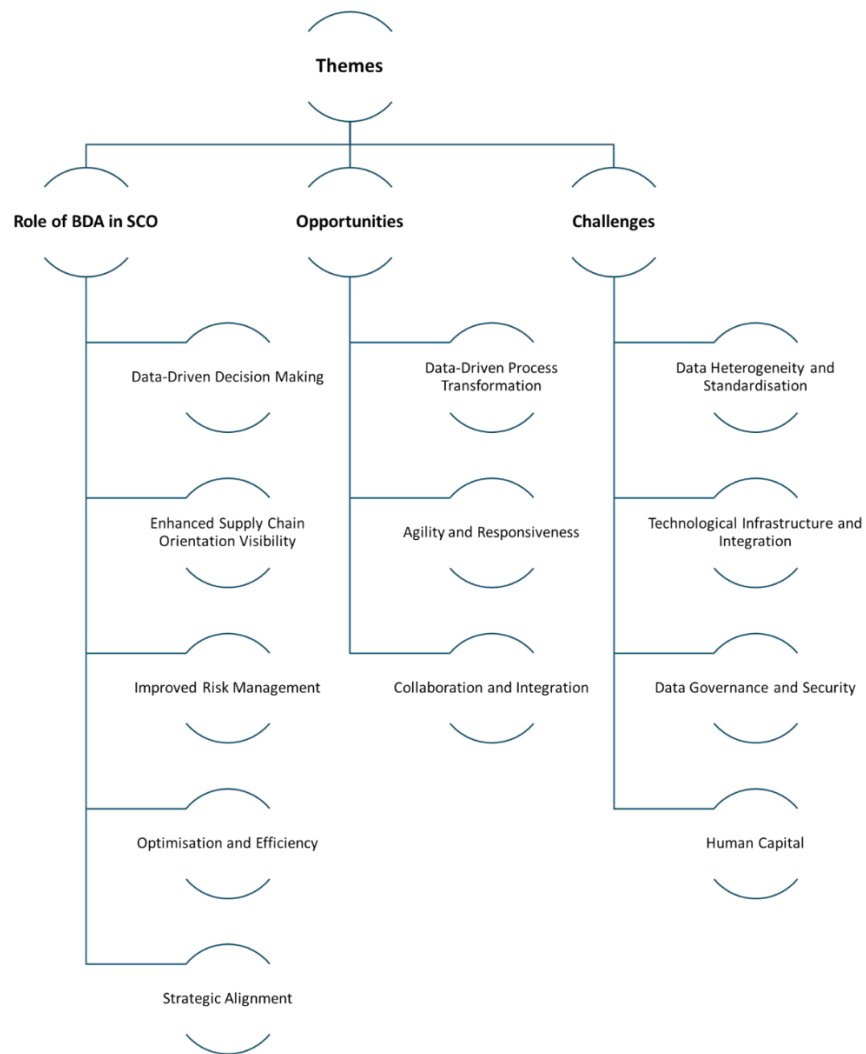 Themes
Role of BDA in SCO
Opportunities
Challenges
Data-Driven Decision Making
Data-Driven Process
Transformation
Data Heterogeneity and
Standardisation
Enhanced Supply Chain
Orientation Visibility
Agility and Responsiveness
Technological Infrastructure and
Integration
Improved Risk Management
Collaboration and Integration
Data Governance and Security
Optimisation and Efficiency
Human Capital
Strategic Alignment